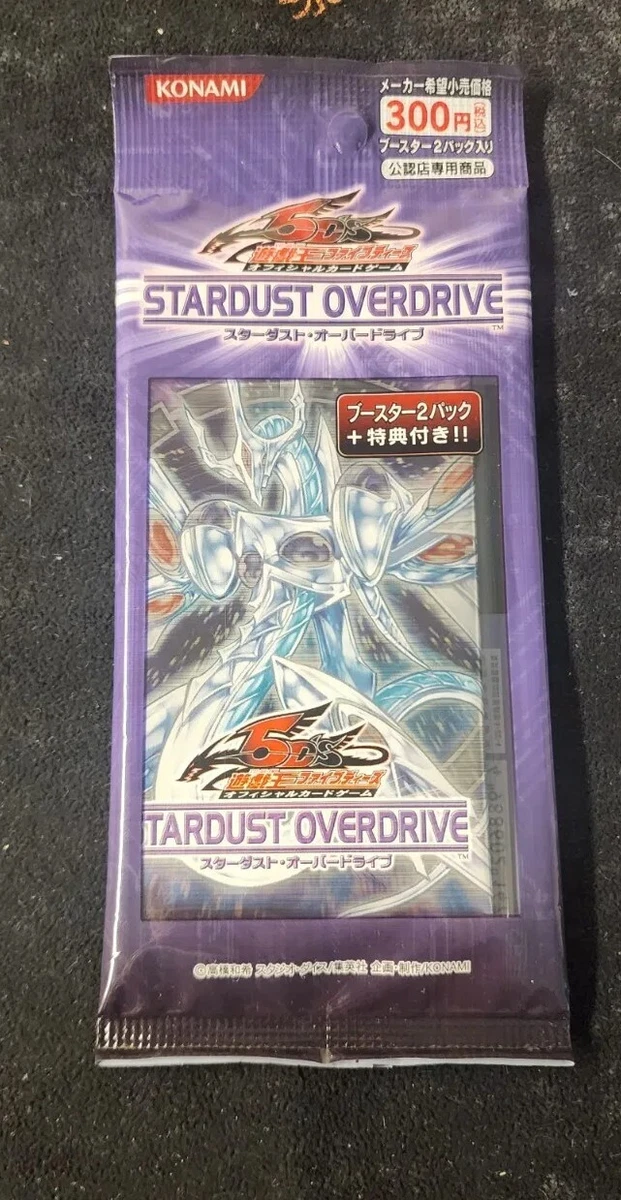 KONAMI
メーカー希望小売価格
300円(税込)
ブースター2パック入り
公認店専用商品
5D's
遊戯王ファイブディーズ
オフィシャルカードゲーム
STARDUST OVERDRIVE
TM
スターダスト・オーバードライブ
ブースター2パック
+特典付き!!
5D's
遊戯王ファイブディーズ
オフィシャルカードゲーム
TARDUST OVERDRIVE
TM
スターダスト・オーバードライブ
©高橋和希 スタジオ・ダイス/集英社 企画・制作/KONAMI